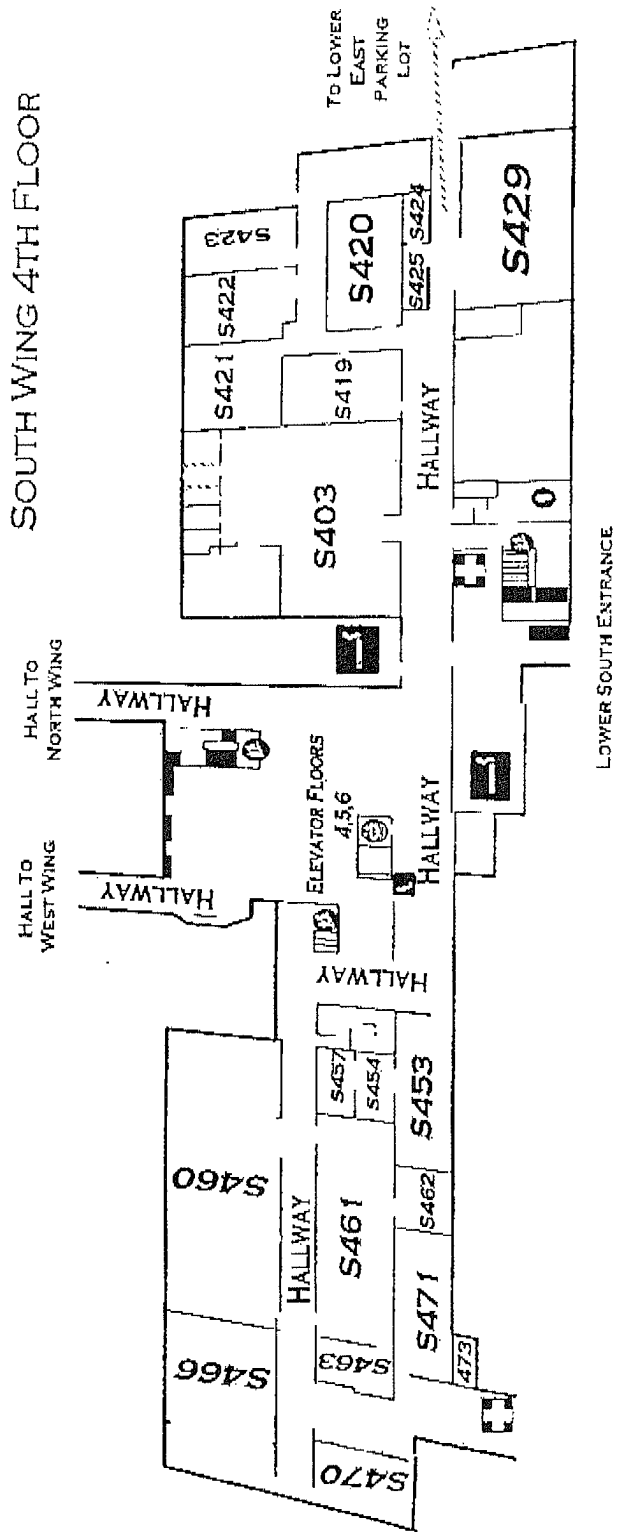 SOUTH WING 4TH FLOOR
HALL TO
WEST WING
HALL TO
NORTH WING
TO LOWER
EAST
PARKING
LOT
HALLWAY
HALLWAY
S466
S460
S470
HALLWAY
S463
S461
S457
S454
HALLWAY
ELEVATOR FLOORS
4,5,6
473
S471
S462
S453
HALLWAY
S403
S421
S422
S423
S419
S420
S425
S424
HALLWAY
0
S429
LOWER SOUTH ENTRANCE